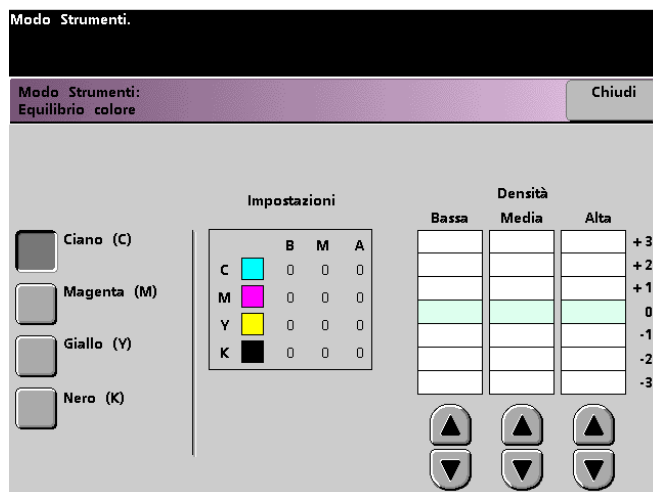 Modo Strumenti.
Modo Strumenti:
Equilibrio colore
Chiudi
Impostazioni
Densità
Bassa Media Alta
Ciano (C)
Magenta (M)
Giallo (Y)
Nero (K)
B M A
C 0 0 0
M 0 0 0
Y 0 0 0
K 0 0 0
+3
+2
+1
0
-1
-2
-3